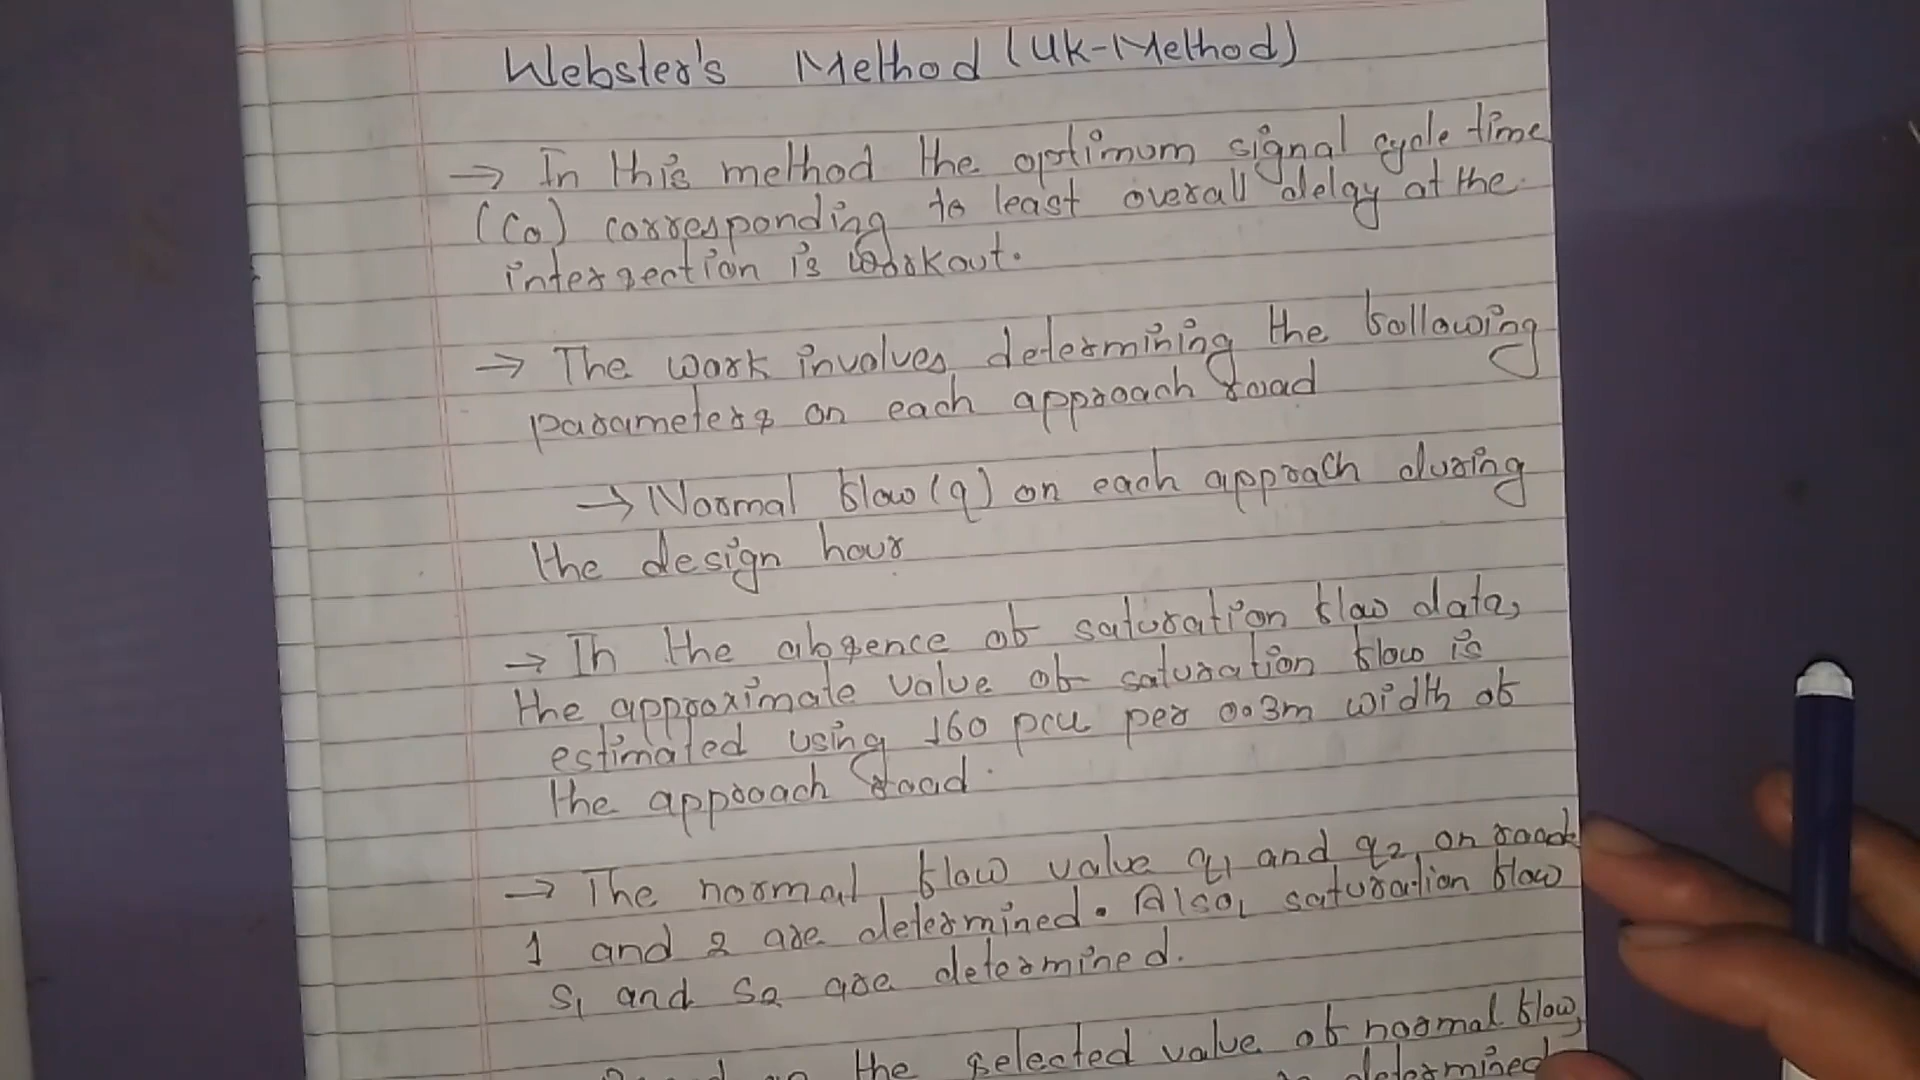 Webster's Method (UK-Method)
→ In this method the optimum signal cycle time
(Co) corresponding to least overall delay at the
intersection is workout.
→ The work involves determining the following
parameters on each approach road
→ Normal flow (q) on each approach during
the design hour
→ In the absence of saturation flow data,
the approximate value of saturation flow is
estimated using 160 pcu per 0.3m width of
the approach road.
→ The normal flow value q1 and q2 on road
1 and 2 are determined. Also, saturation flow
S1 and S2 are determined.
the selected value of normal flow,
determined